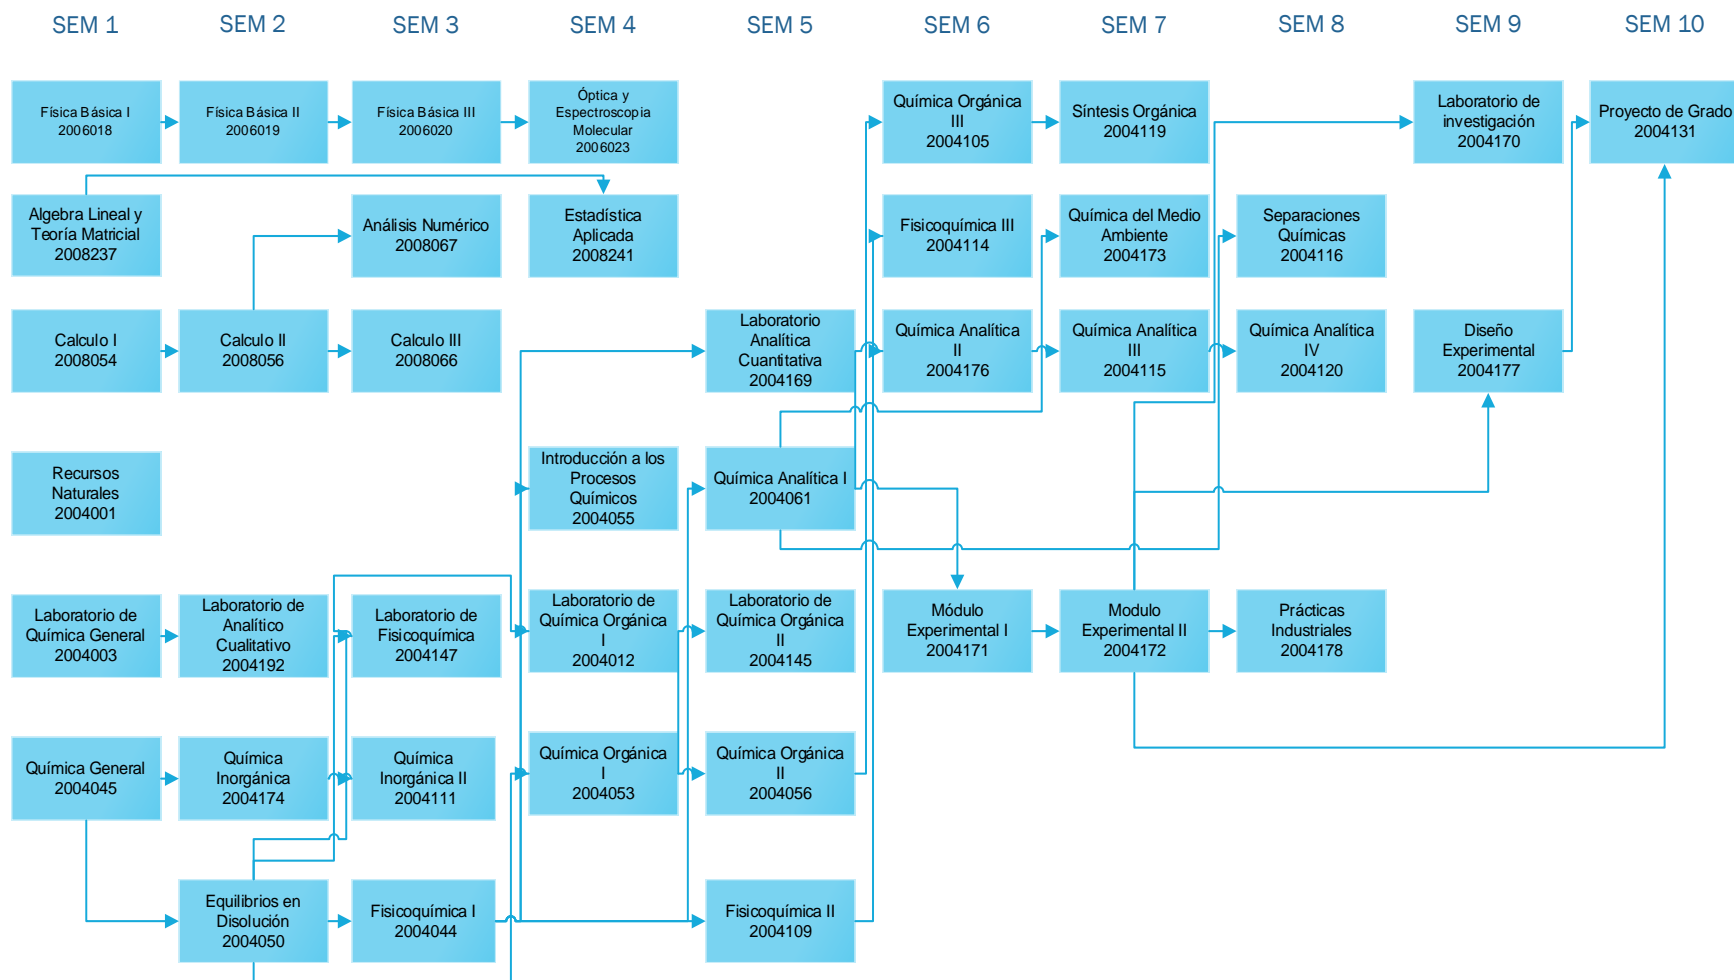 SEM 1
SEM 2
SEM 3
SEM 4
SEM 5
SEM 6
SEM 7
SEM 8
SEM 9
SEM 10
Física Básica I
2006018
Física Básica II
2006019
Física Básica III
2006020
Óptica y
Espectroscopia
Molecular
2006023
Química Orgánica
III
2004105
Síntesis Orgánica
2004119
Laboratorio de
investigación
2004170
Proyecto de Grado
2004131
Algebra Lineal y
Teoría Matricial
2008237
Análisis Numérico
2008067
Estadística
Aplicada
2008241
Fisicoquímica III
2004114
Química del Medio
Ambiente
2004173
Separaciones
Químicas
2004116
Calculo I
2008054
Calculo II
2008056
Calculo III
2008066
Laboratorio
Analítica
Cuantitativa
2004169
Química Analítica
II
2004176
Química Analítica
III
2004115
Química Analítica
IV
2004120
Diseño
Experimental
2004177
Recursos
Naturales
2004001
Introducción a los
Procesos
Químicos
2004055
Química Analítica I
2004061
Laboratorio de
Química General
2004003
Laboratorio de
Analítico
Cualitativo
2004192
Laboratorio de
Fisicoquímica
2004147
Laboratorio de
Química Orgánica
I
2004012
Laboratorio de
Química Orgánica
II
2004145
Módulo
Experimental I
2004171
Modulo
Experimental II
2004172
Prácticas
Industriales
2004178
Química General
2004045
Química
Inorgánica
2004174
Química
Inorgánica II
2004111
Química Orgánica
I
2004053
Química Orgánica
II
2004056
Equilibrios en
Disolución
2004050
Fisicoquímica I
2004044
Fisicoquímica II
2004109